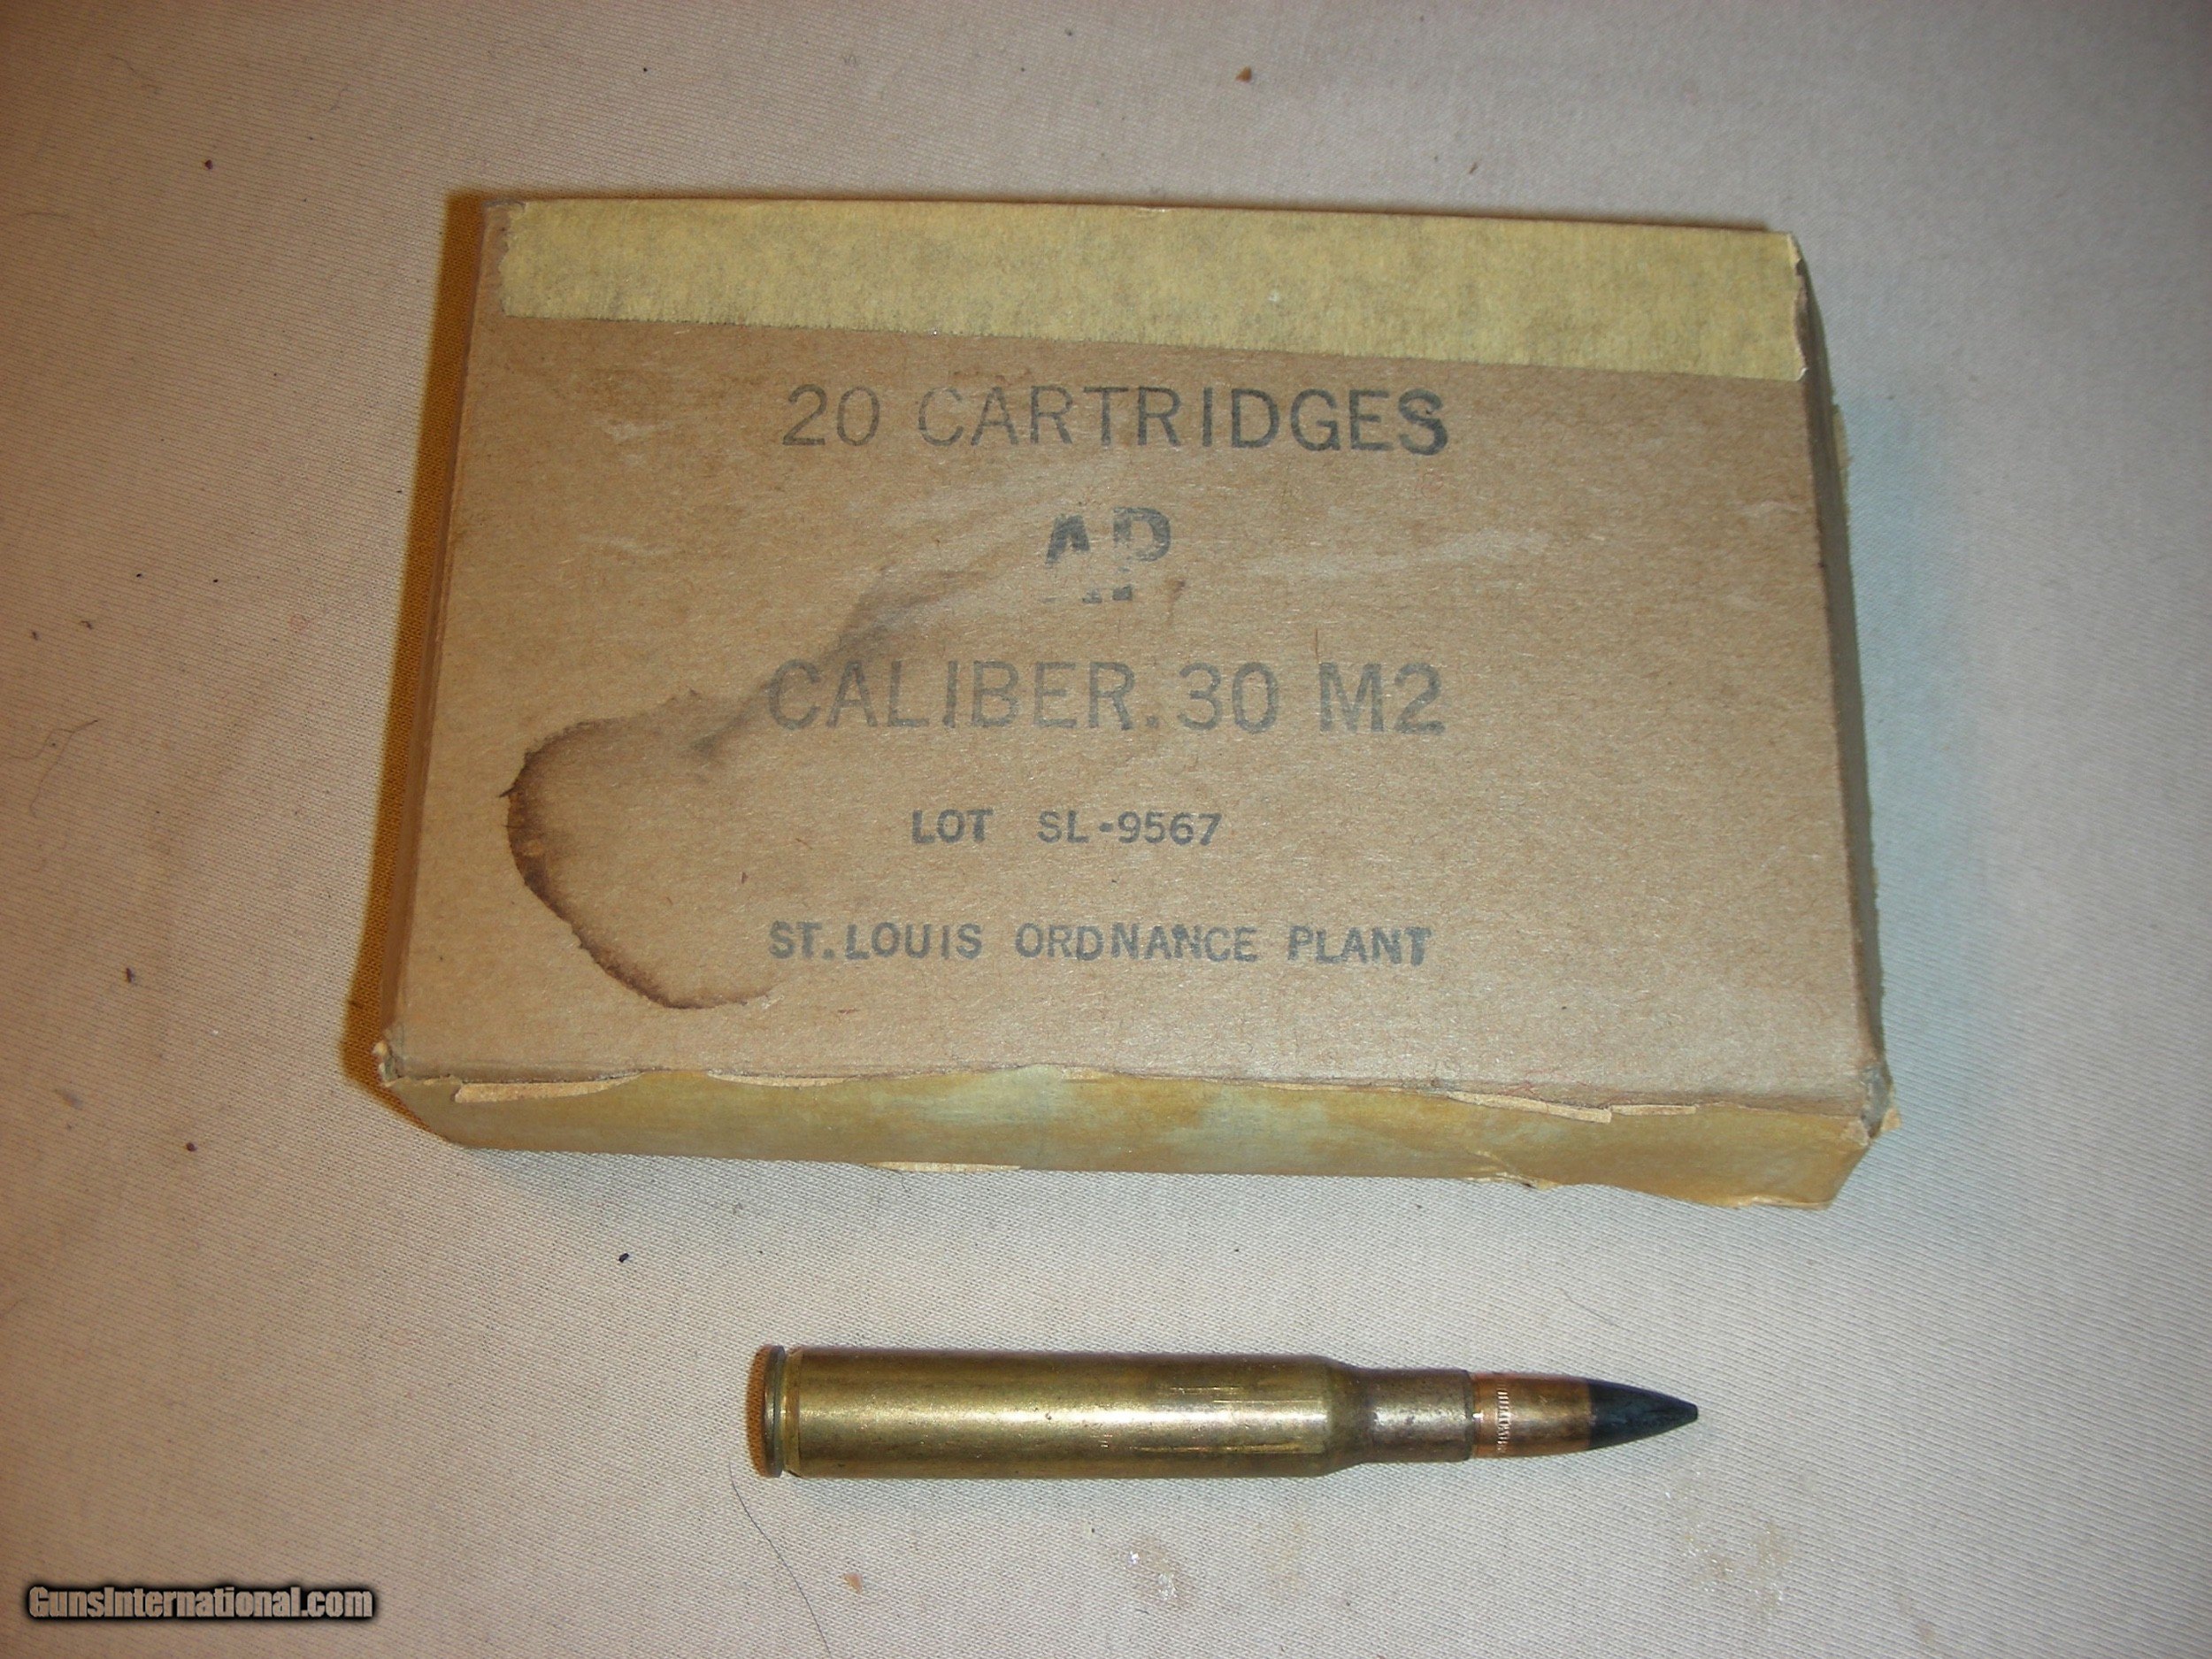 20 CARTRIDGES
AP
CALIBER .30 M2
LOT SL-9567
ST. LOUIS ORDNANCE PLANT
GunsInternational.com